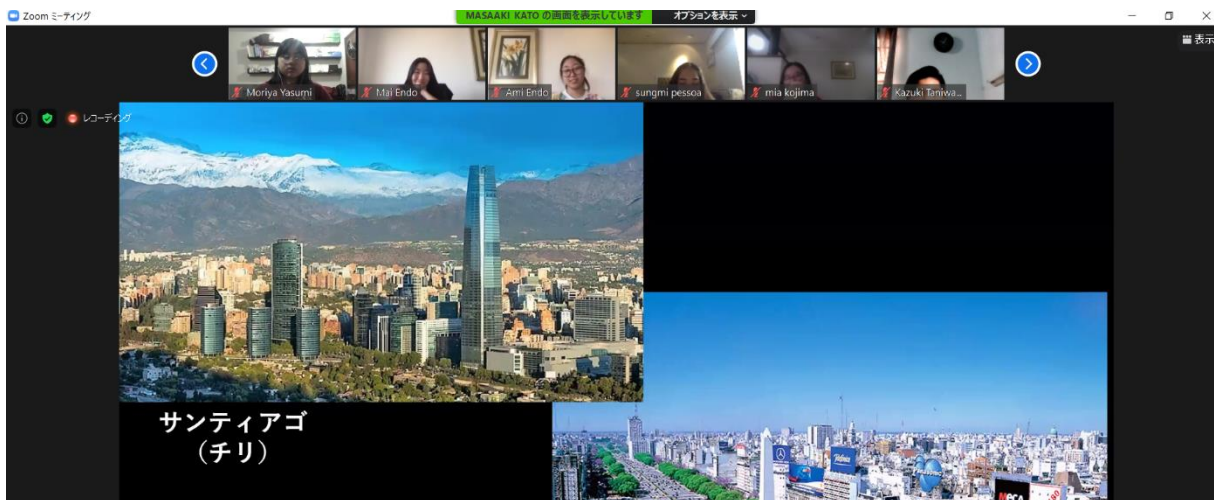 Zoom ミーティング
MASAAKI KATO の画面を表示しています
オプションを表示
表示
Moriya Yasumi
Mai Endo
Ami Endo
sungmi pessoa
mia kojima
Kazuki Taniwa...
レコーディング
サンティアゴ
（チリ）
Telefonica